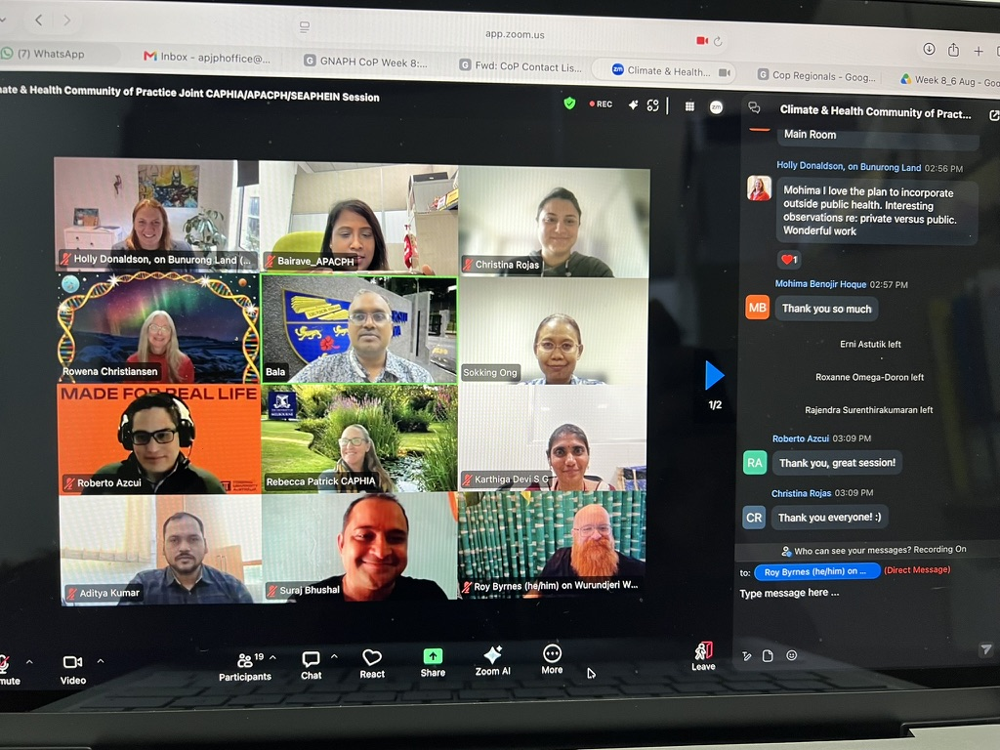 app.zoom.us
(7) WhatsApp
Inbox - apjphoffice@...
GNAPH CoP Week 8:...
Fwd: CoP Contact Lis...
Climate & Health...
Cop Regionals - Goog...
Week 8_6 Aug - Goo
ate & Health Community of Practice Joint CAPHIA/APACPH/SEAPHEIN Session
REC
zm
Climate & Health Community of Pract...
Main Room
Holly Donaldson, on Bunurong Land 02:56 PM
Mohima I love the plan to incorporate
outside public health. Interesting
observations re: private versus public.
Wonderful work
1
Mohima Benojir Hoque 02:57 PM
MB
Thank you so much
Erni Astutik left
Roxanne Omega-Doron left
Rajendra Surenthirakumaran left
Roberto Azcui 03:09 PM
RA
Thank you, great session!
Christina Rojas 03:09 PM
CR
Thank you everyone! :)
Who can see your messages? Recording On
to: Roy Byrnes (he/him) on ... (Direct Message)
Type message here ...
Holly Donaldson, on Bunurong Land (...
Bairave_APACPH
Christina Rojas
Rowena Christiansen
Bala
Sokking Ong
MADE FOR REAL LIFE
Roberto Azcui
Rebecca Patrick CAPHIA
Karthiga Devi S G
Aditya Kumar
Suraj Bhushal
Roy Byrnes (he/him) on Wurundjeri W...
1/2
mute
Video
19
Participants
Chat
React
Share
Zoom AI
More
Leave